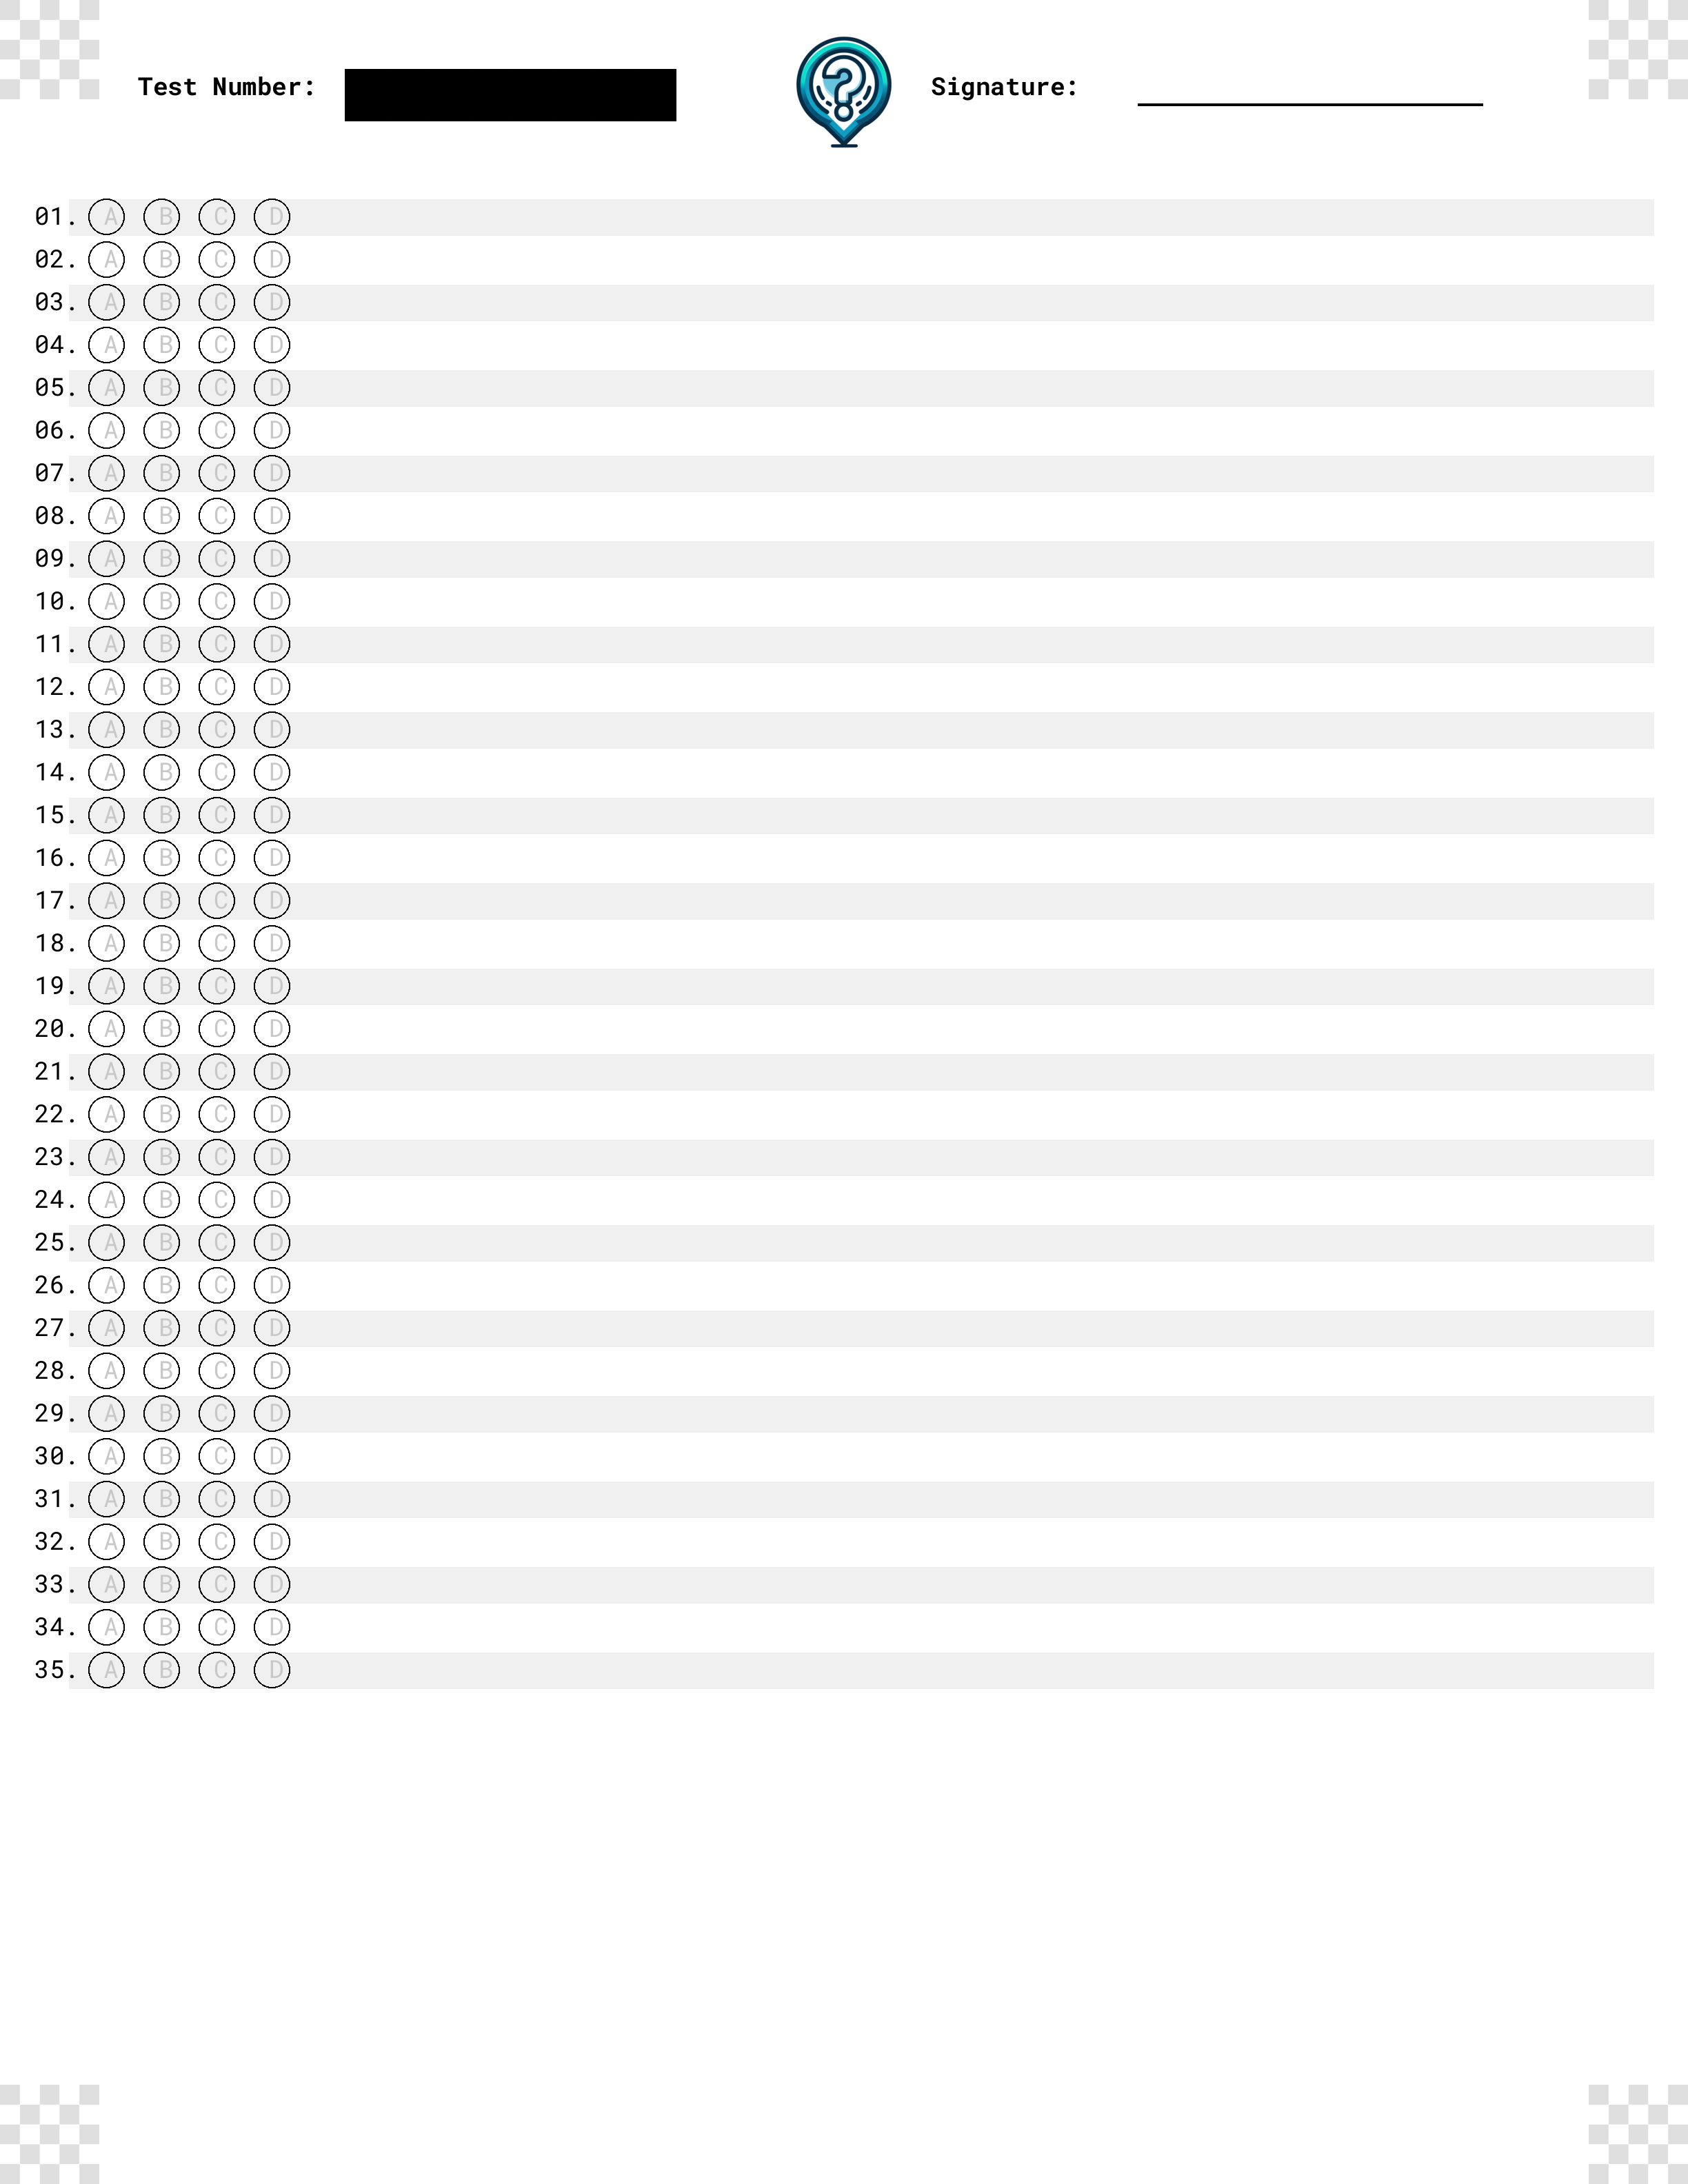 Test Number: Signature:
01. A B C D
02. A B C D
03. A B C D
04. A B C D
05. A B C D
06. A B C D
07. A B C D
08. A B C D
09. A B C D
10. A B C D
11. A B C D
12. A B C D
13. A B C D
14. A B C D
15. A B C D
16. A B C D
17. A B C D
18. A B C D
19. A B C D
20. A B C D
21. A B C D
22. A B C D
23. A B C D
24. A B C D
25. A B C D
26. A B C D
27. A B C D
28. A B C D
29. A B C D
30. A B C D
31. A B C D
32. A B C D
33. A B C D
34. A B C D
35. A B C D